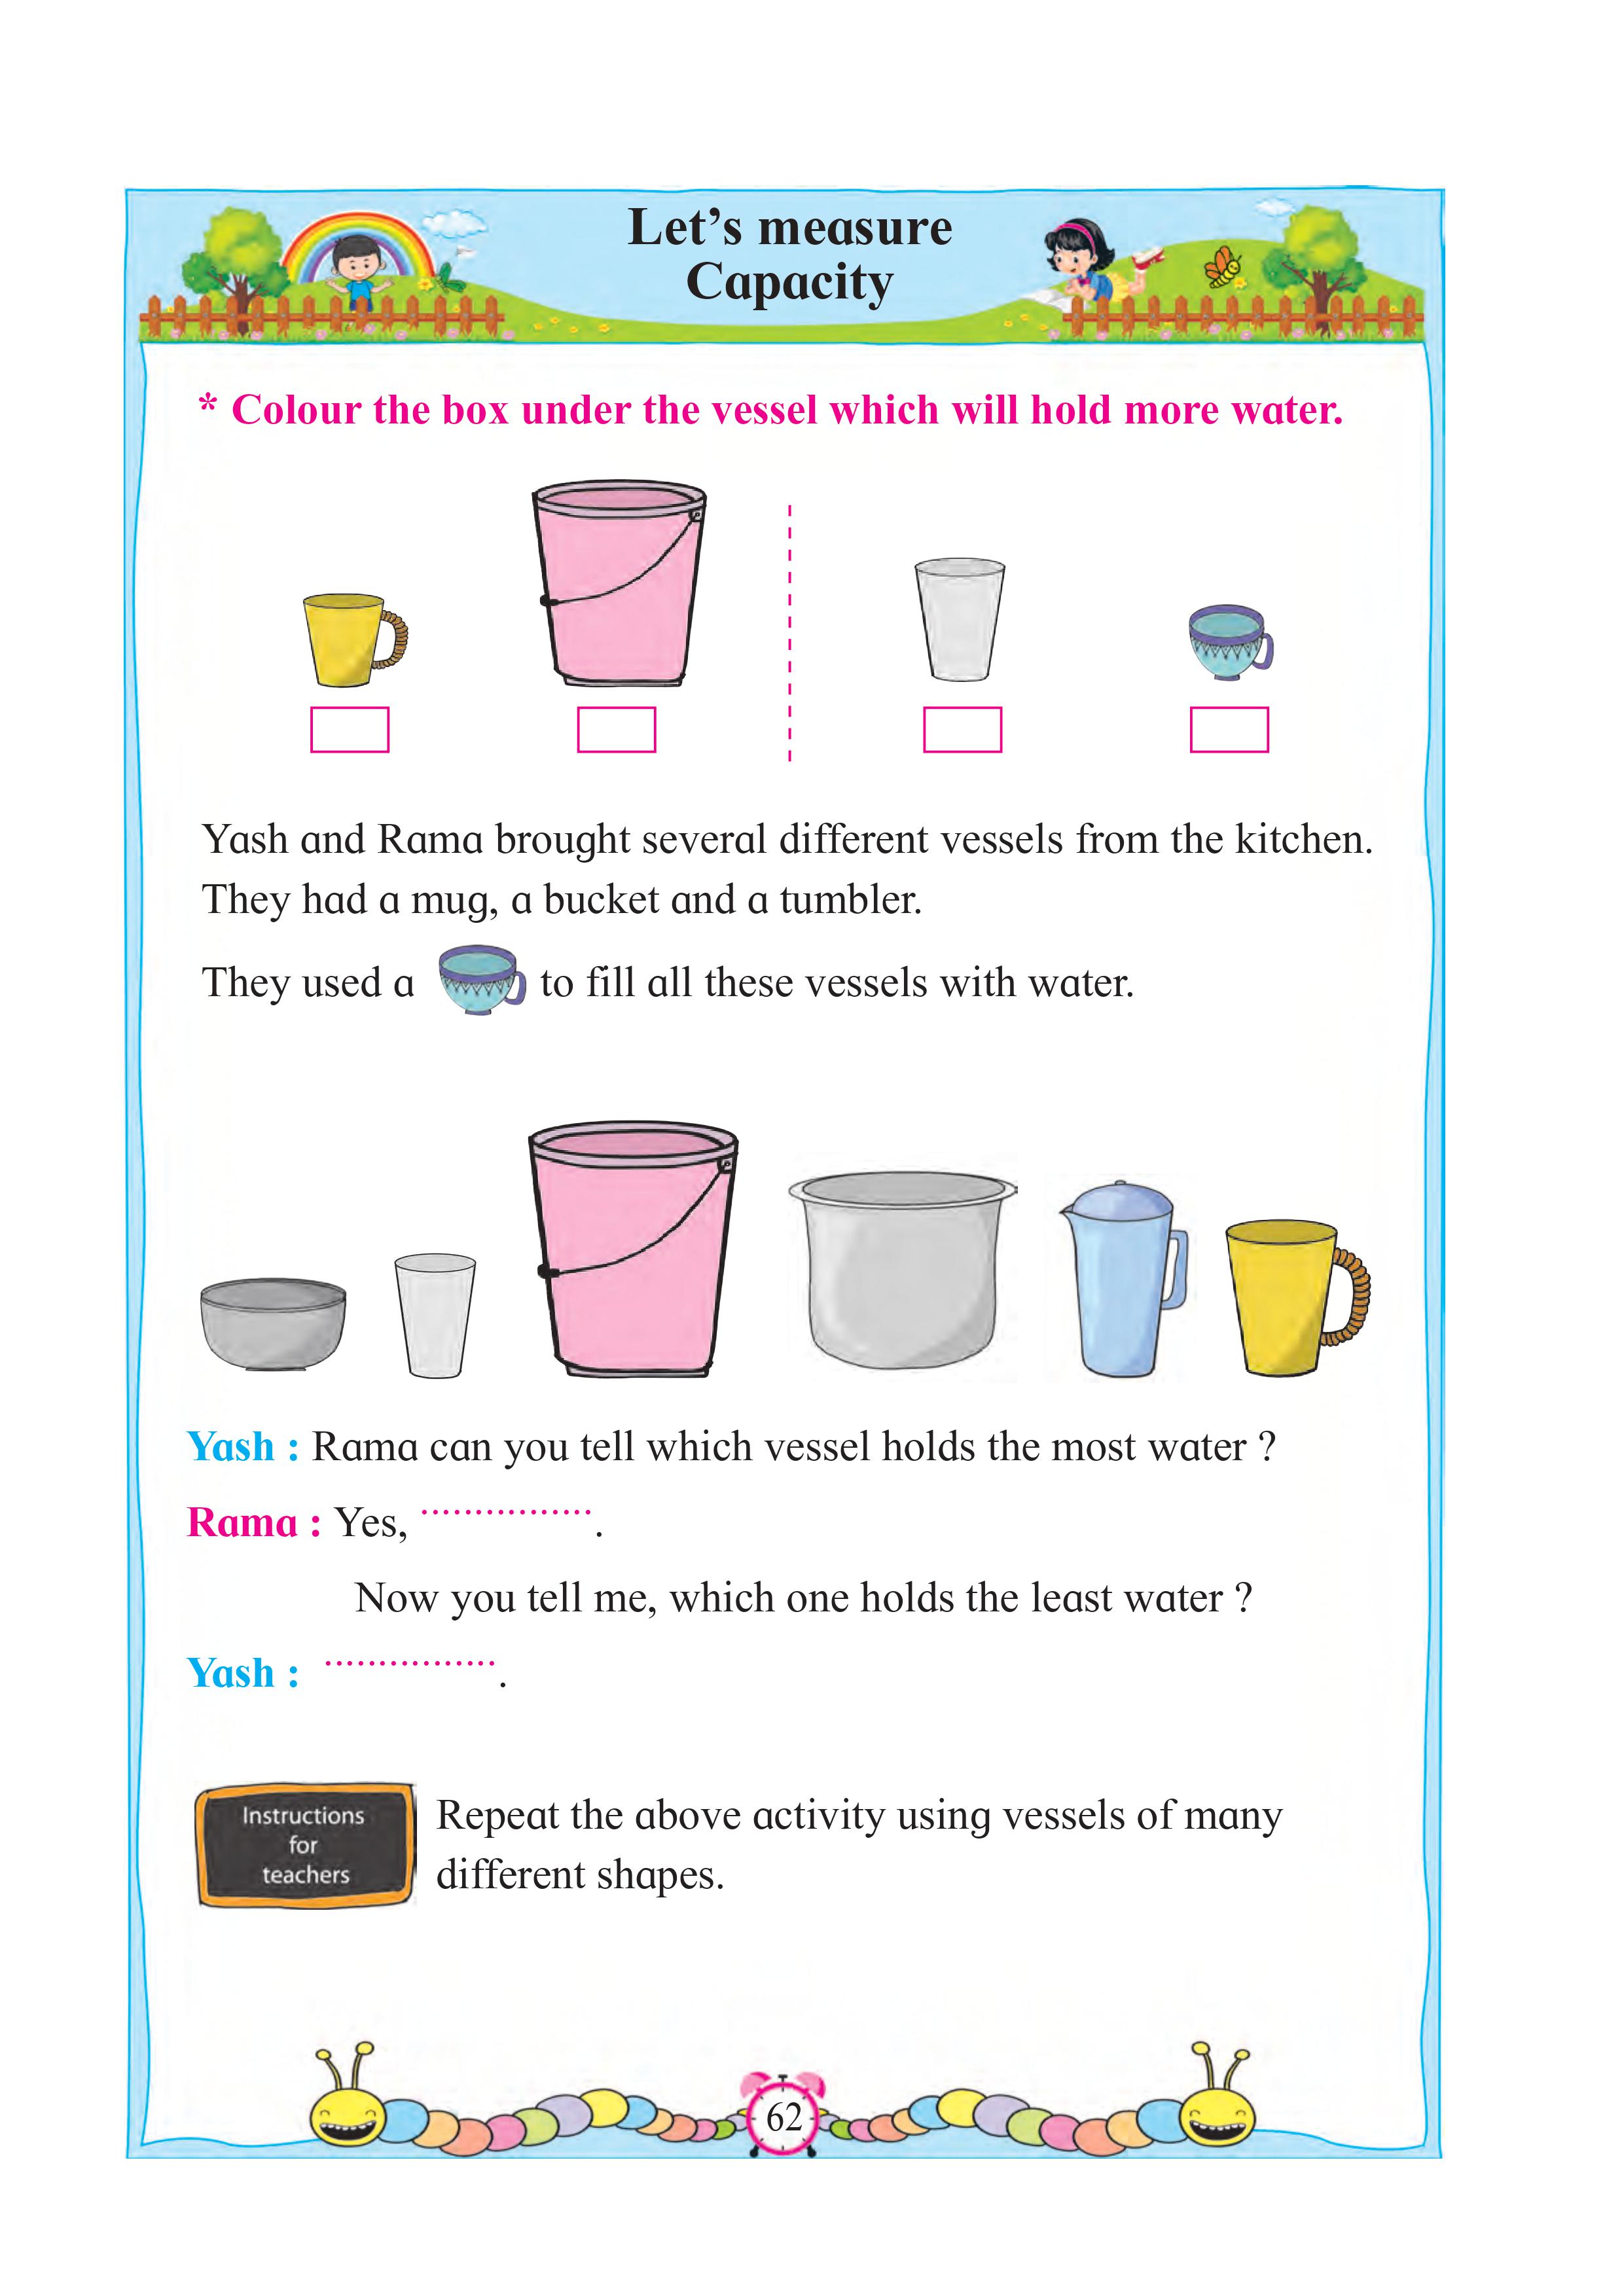 Let’s measure
Capacity
* Colour the box under the vessel which will hold more water.
Yash and Rama brought several different vessels from the kitchen.
They had a mug, a bucket and a tumbler.
They used a to fill all these vessels with water.
Yash : Rama can you tell which vessel holds the most water ?
Rama : Yes, ................ .
Now you tell me, which one holds the least water ?
Yash : ................ .
Instructions
for
teachers
Repeat the above activity using vessels of many
different shapes.
62